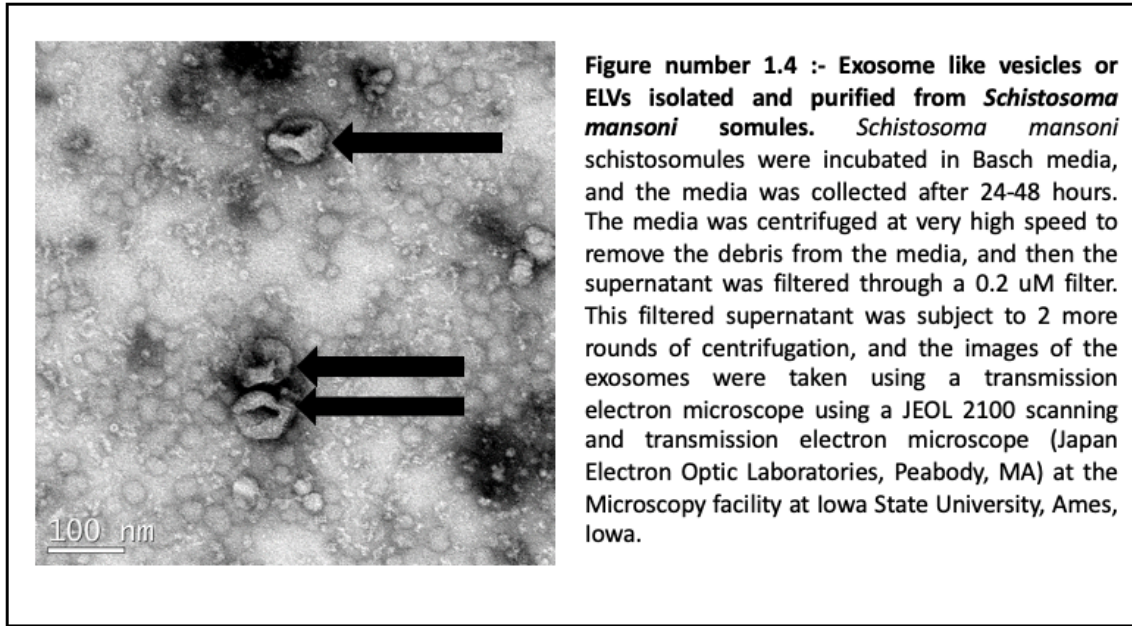 Figure number 1.4 :- Exosome like vesicles or
ELVs isolated and purified from Schistosoma
mansoni somules. Schistosoma mansoni
schistosomules were incubated in Basch media,
and the media was collected after 24-48 hours.
The media was centrifuged at very high speed to
remove the debris from the media, and then the
supernatant was filtered through a 0.2 uM filter.
This filtered supernatant was subject to 2 more
rounds of centrifugation, and the images of the
exosomes were taken using a transmission
electron microscope using a JEOL 2100 scanning
and transmission electron microscope (Japan
Electron Optic Laboratories, Peabody, MA) at the
Microscopy facility at Iowa State University, Ames,
Iowa.
100 nm